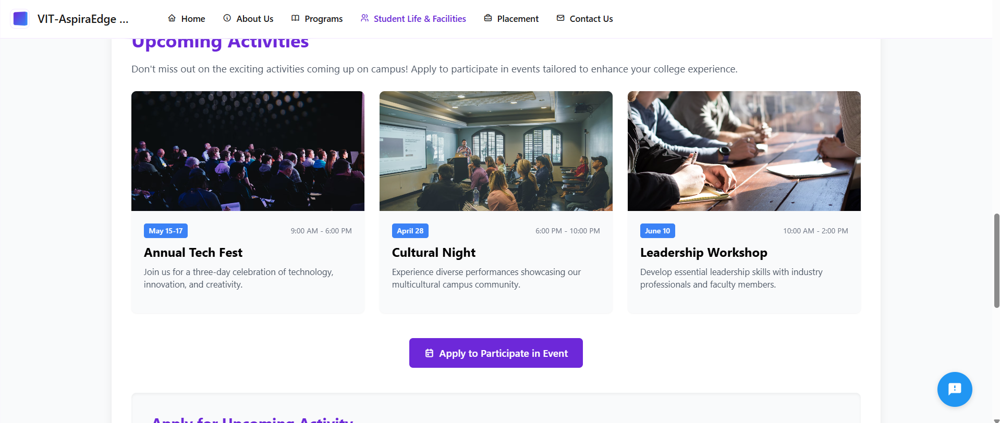 VIT-AspiraEdge ...
Home
About Us
Programs
Student Life & Facilities
Placement
Contact Us
Upcoming Activities
Don't miss out on the exciting activities coming up on campus! Apply to participate in events tailored to enhance your college experience.
May 15-17
9:00 AM - 6:00 PM
Annual Tech Fest
Join us for a three-day celebration of technology,
innovation, and creativity.
April 28
6:00 PM - 10:00 PM
Cultural Night
Experience diverse performances showcasing our
multicultural campus community.
June 10
10:00 AM - 2:00 PM
Leadership Workshop
Develop essential leadership skills with industry
professionals and faculty members.
Apply to Participate in Event
Apply for Upcoming Activity